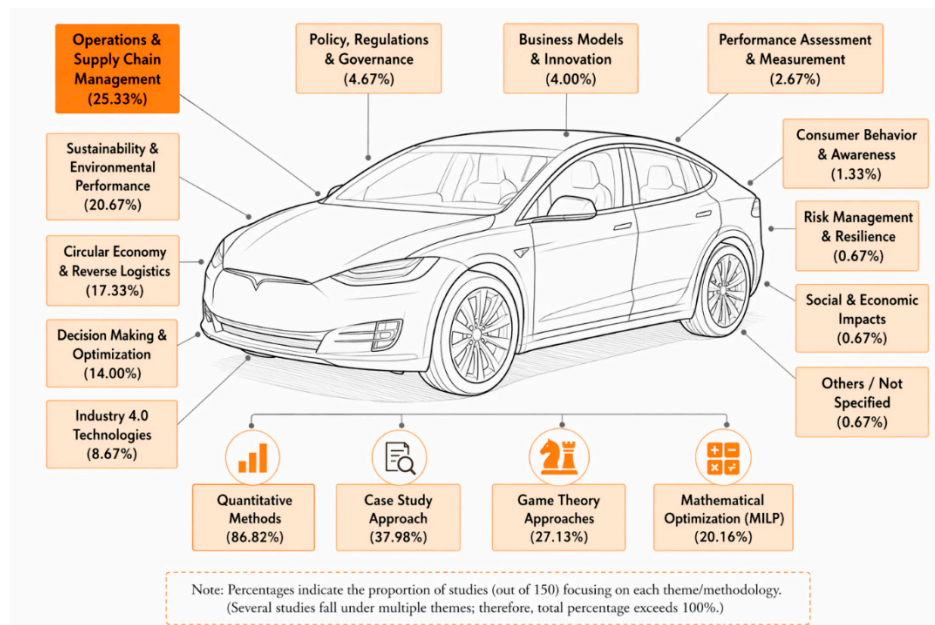 Operations &
Supply Chain
Management
(25.33%)
Policy, Regulations
& Governance
(4.67%)
Business Models
& Innovation
(4.00%)
Performance Assessment
& Measurement
(2.67%)
Sustainability &
Environmental
Performance
(20.67%)
Consumer Behavior
& Awareness
(1.33%)
Circular Economy
& Reverse Logistics
(17.33%)
Risk Management
& Resilience
(0.67%)
Decision Making &
Optimization
(14.00%)
Social & Economic
Impacts
(0.67%)
Industry 4.0
Technologies
(8.67%)
Others / Not
Specified
(0.67%)
Quantitative
Methods
(86.82%)
Case Study
Approach
(37.98%)
Game Theory
Approaches
(27.13%)
Mathematical
Optimization (MILP)
(20.16%)
Note: Percentages indicate the proportion of studies (out of 150) focusing on each theme/methodology.
(Several studies fall under multiple themes; therefore, total percentage exceeds 100%.)